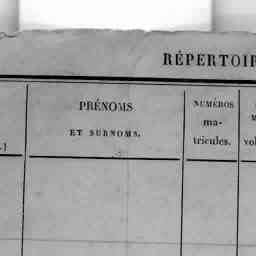 RÉPERTOIR
PRÉNOMS
ET SURNOMS.
NUMÉROS
ma-
tricules.
vol